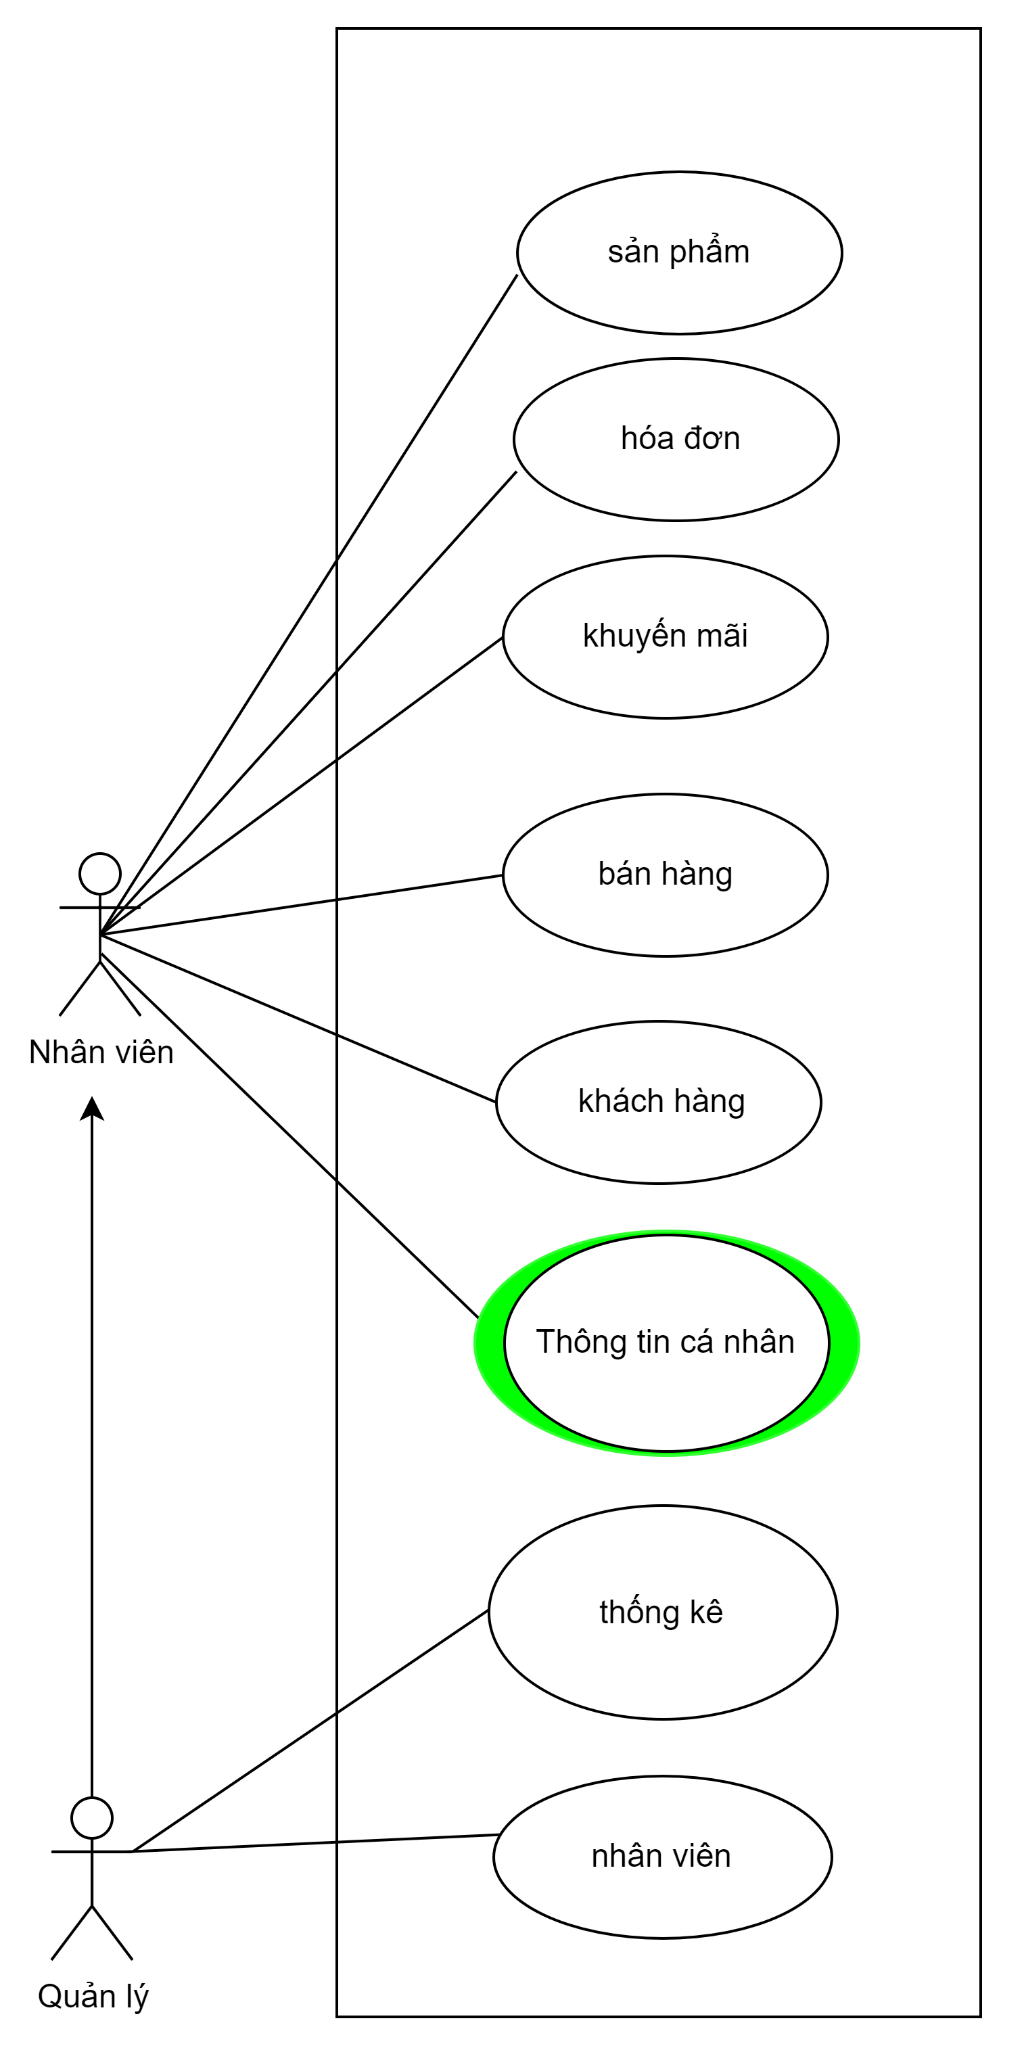 sản phẩm
hóa đơn
khuyến mãi
bán hàng
Nhân viên
khách hàng
Thông tin cá nhân
thống kê
nhân viên
Quản lý